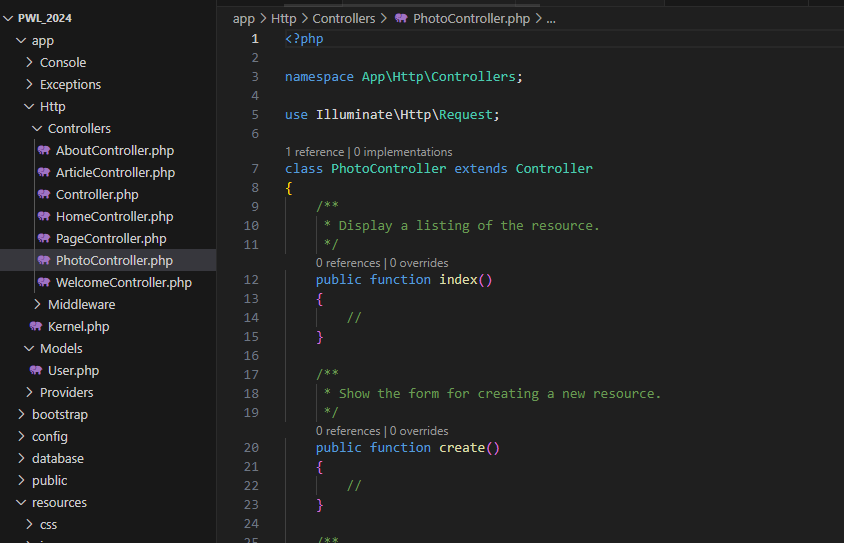 PWL_2024
app
Console
Exceptions
Http
Controllers
AboutController.php
ArticleController.php
Controller.php
HomeController.php
PageController.php
PhotoController.php
WelcomeController.php
Middleware
Kernel.php
Models
User.php
Providers
bootstrap
config
database
public
resources
css
app > Http > Controllers > PhotoController.php > ...
1 <?php
2
3 namespace App\Http\Controllers;
4
5 use Illuminate\Http\Request;
6
1 reference | 0 implementations
7 class PhotoController extends Controller
8 {
9 /**
10 * Display a listing of the resource.
11 */
0 references | 0 overrides
12 public function index()
13 {
14 //
15 }
16
17 /**
18 * Show the form for creating a new resource.
19 */
0 references | 0 overrides
20 public function create()
21 {
22 //
23 }
24
25 /**